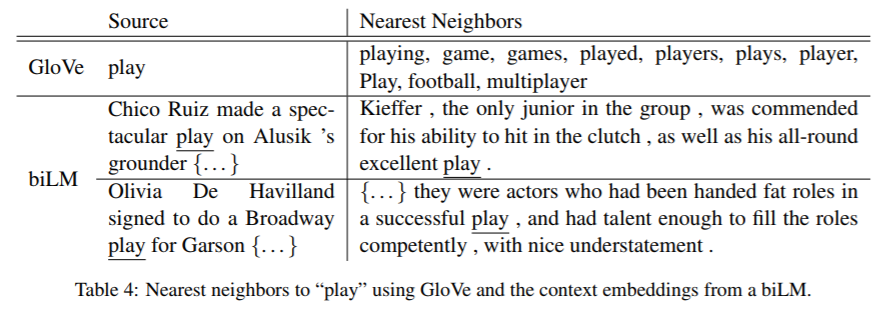 Source Nearest Neighbors
GloVe play playing, game, games, played, players, plays, player,
Play, football, multiplayer
biLM
Chico Ruiz made a spec-
tacular play on Alusik 's
grounder {...}
Kieffer , the only junior in the group , was commended
for his ability to hit in the clutch , as well as his all-round
excellent play .
Olivia De Havilland
signed to do a Broadway
play for Garson {...}
{...} they were actors who had been handed fat roles in
a successful play , and had talent enough to fill the roles
competently , with nice understatement .
Table 4: Nearest neighbors to “play” using GloVe and the context embeddings from a biLM.